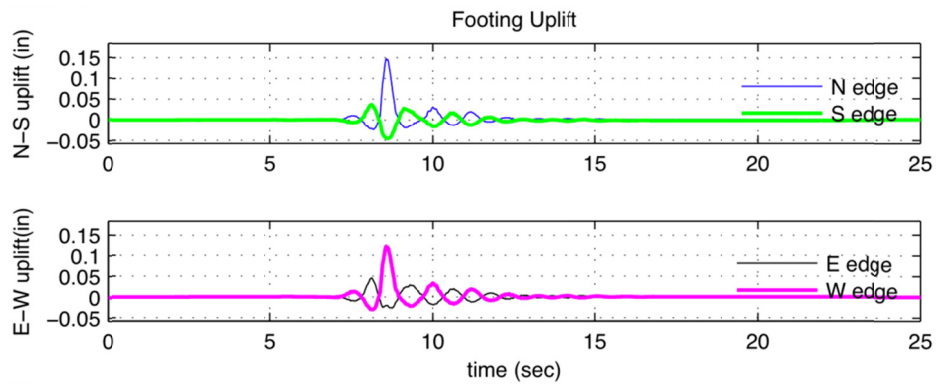 Footing Uplift
N–S uplift (in)
0.15
0.1
0.05
0
−0.05
N edge
S edge
0 5 10 15 20 25
E–W uplift(in)
0.15
0.1
0.05
0
−0.05
E edge
W edge
0 5 10 15 20 25
time (sec)